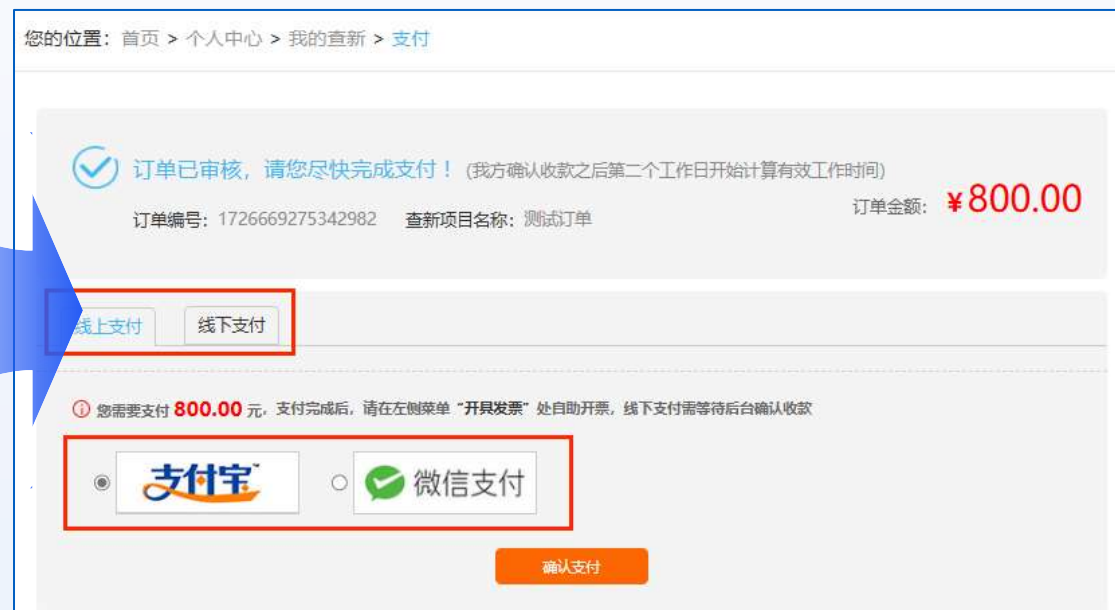 您的位置：首页 > 个人中心 > 我的查新 > 支付
订单已审核，请您尽快完成支付！(我方确认收款之后第二个工作日开始计算有效工作时间)
订单编号：1726669275342982 查新项目名称：测试订单
订单金额：¥800.00
线上支付 线下支付
您需要支付 800.00 元，支付完成后，请在左侧菜单“开具发票”处自助开票，线下支付需等待后台确认收款
支付宝 微信支付
确认支付